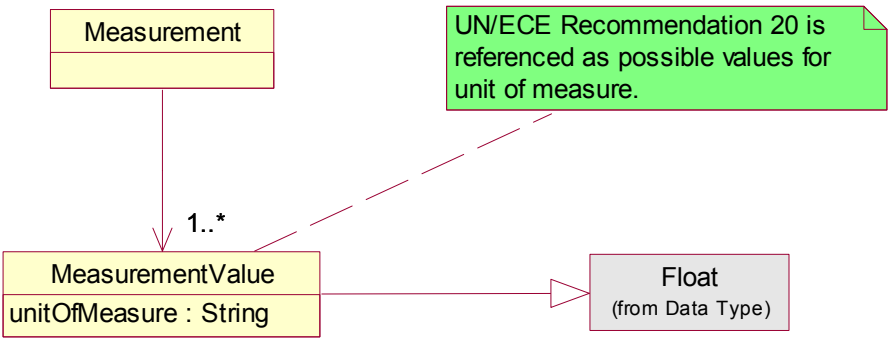 Measurement
UN/ECE Recommendation 20 is
referenced as possible values for
unit of measure.
1..*
MeasurementValue
unitOfMeasure : String
Float
(from Data Type)